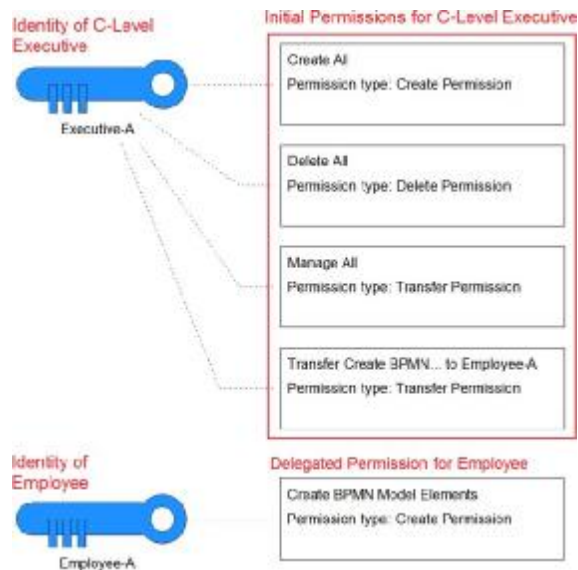 Identity of C-Level
Executive
Executive-A
Initial Permissions for C-Level Executive
Create All
Permission type: Create Permission
Delete All
Permission type: Delete Permission
Manage All
Permission type: Transfer Permission
Transfer Create BPMN... to Employee-A
Permission type: Transfer Permission
Identity of
Employee
Employee-A
Delegated Permission for Employee
Create BPMN Model Elements
Permission type: Create Permission